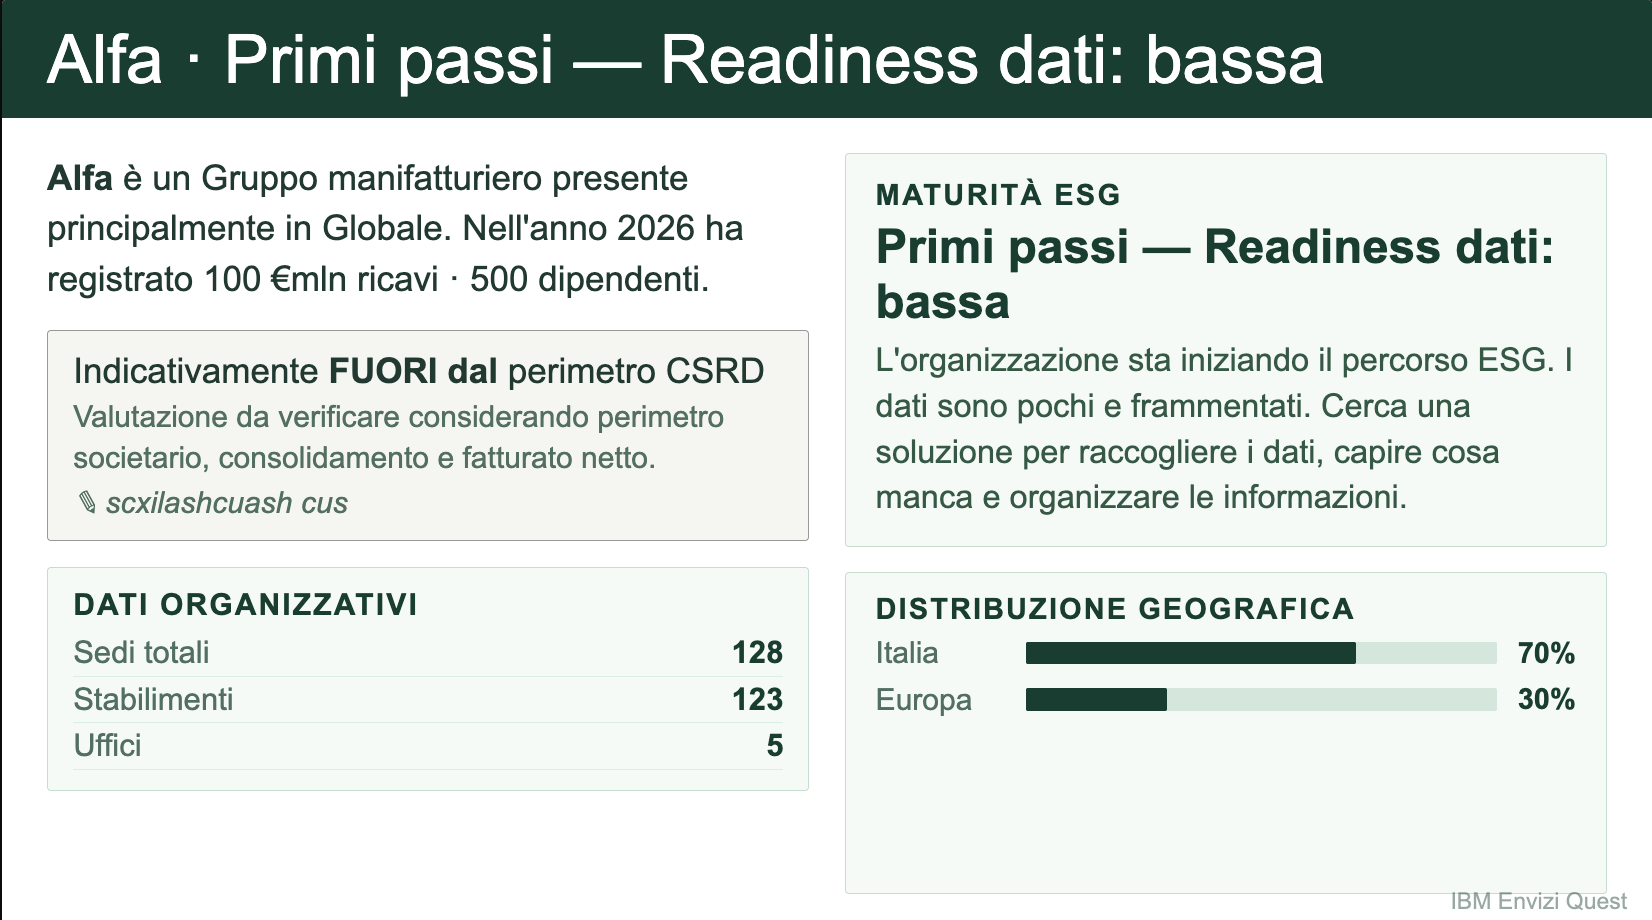 Alfa · Primi passi — Readiness dati: bassa
Alfa è un Gruppo manifatturiero presente
principalmente in Globale. Nell'anno 2026 ha
registrato 100 €mln ricavi · 500 dipendenti.
Indicativamente FUORI dal perimetro CSRD
Valutazione da verificare considerando perimetro
societario, consolidamento e fatturato netto.
✎ scxilashcuash cus
DATI ORGANIZZATIVI
Sedi totali 128
Stabilimenti 123
Uffici 5
MATURITÀ ESG
Primi passi — Readiness dati:
bassa
L'organizzazione sta iniziando il percorso ESG. I
dati sono pochi e frammentati. Cerca una
soluzione per raccogliere i dati, capire cosa
manca e organizzare le informazioni.
DISTRIBUZIONE GEOGRAFICA
Italia 70%
Europa 30%
IBM Envizi Quest